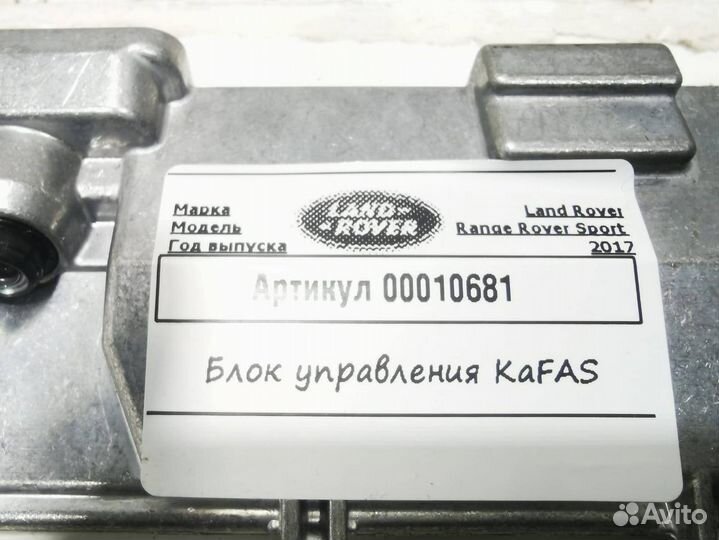 Марка Land Rover
Модель Range Rover Sport
Год выпуска 2017
LAND
ROVER
Артикул 00010681
Блок управления KaFAS
Avito